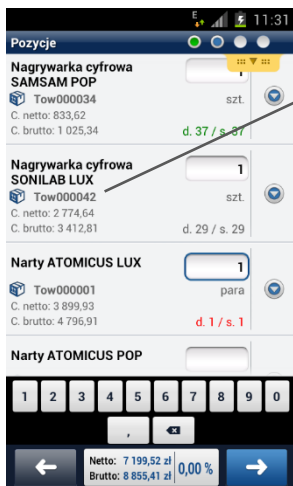 E
11:31
Pozycje
Nagrywarka cyfrowa
SAMSAM POP
1
Tow000034
szt.
C. netto: 833,62
C. brutto: 1 025,34
d. 37 / s. 37
Nagrywarka cyfrowa
SONILAB LUX
1
Tow000042
szt.
C. netto: 2 774,64
C. brutto: 3 412,81
d. 29 / s. 29
Narty ATOMICUS LUX
1
Tow000001
para
C. netto: 3 899,93
C. brutto: 4 796,91
d. 1 / s. 1
Narty ATOMICUS POP
1 2 3 4 5 6 7 8 9 0
,
Netto: 7 199,52 zł
Brutto: 8 855,41 zł
0,00 %